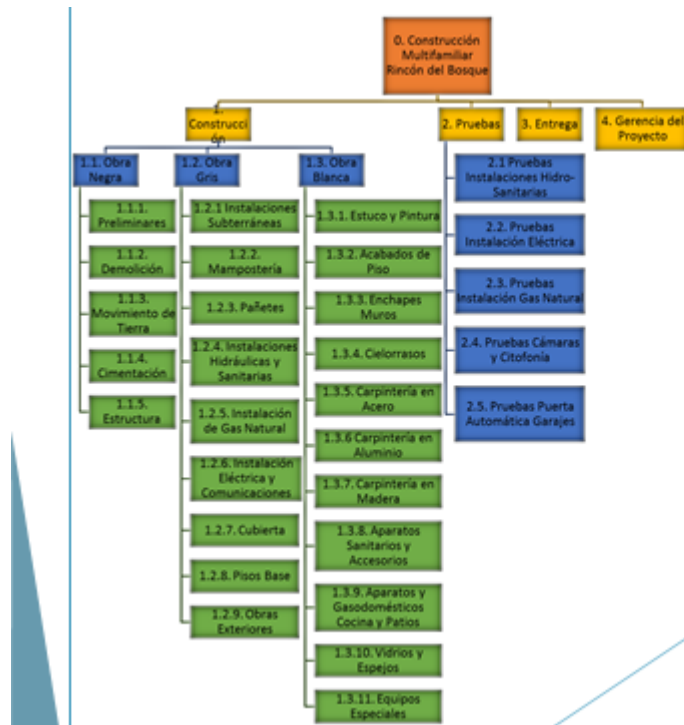 0. Construcción
Multifamiliar
Rincón del Bosque
1.
Construcci
ón
2. Pruebas
3. Entrega
4. Gerencia del
Proyecto
1.1. Obra
Negra
1.1.1.
Preliminares
1.1.2.
Demolición
1.1.3.
Movimiento de
Tierra
1.1.4.
Cimentación
1.1.5.
Estructura
1.2. Obra
Gris
1.2.1 Instalaciones
Subterráneas
1.2.2.
Mampostería
1.2.3. Pañetes
1.2.4. Instalaciones
Hidráulicas y
Sanitarias
1.2.5. Instalación
de Gas Natural
1.2.6. Instalación
Eléctrica y
Comunicaciones
1.2.7. Cubierta
1.2.8. Pisos Base
1.2.9. Obras
Exteriores
1.3. Obra
Blanca
1.3.1. Estuco y Pintura
1.3.2. Acabados de
Piso
1.3.3. Enchapes
Muros
1.3.4. Cielorrasos
1.3.5. Carpintería en
Acero
1.3.6 Carpintería en
Aluminio
1.3.7. Carpintería en
Madera
1.3.8. Aparatos
Sanitarios y
Accesorios
1.3.9. Aparatos y
Gasodomésticos
Cocina y Patios
1.3.10. Vidrios y
Espejos
1.3.11. Equipos
Especiales
2.1 Pruebas
Instalaciones Hidro-
Sanitarias
2.2. Pruebas
Instalación Eléctrica
2.3. Pruebas
Instalación Gas Natural
2.4. Pruebas Cámaras
y Citofonía
2.5. Pruebas Puerta
Automática Garajes